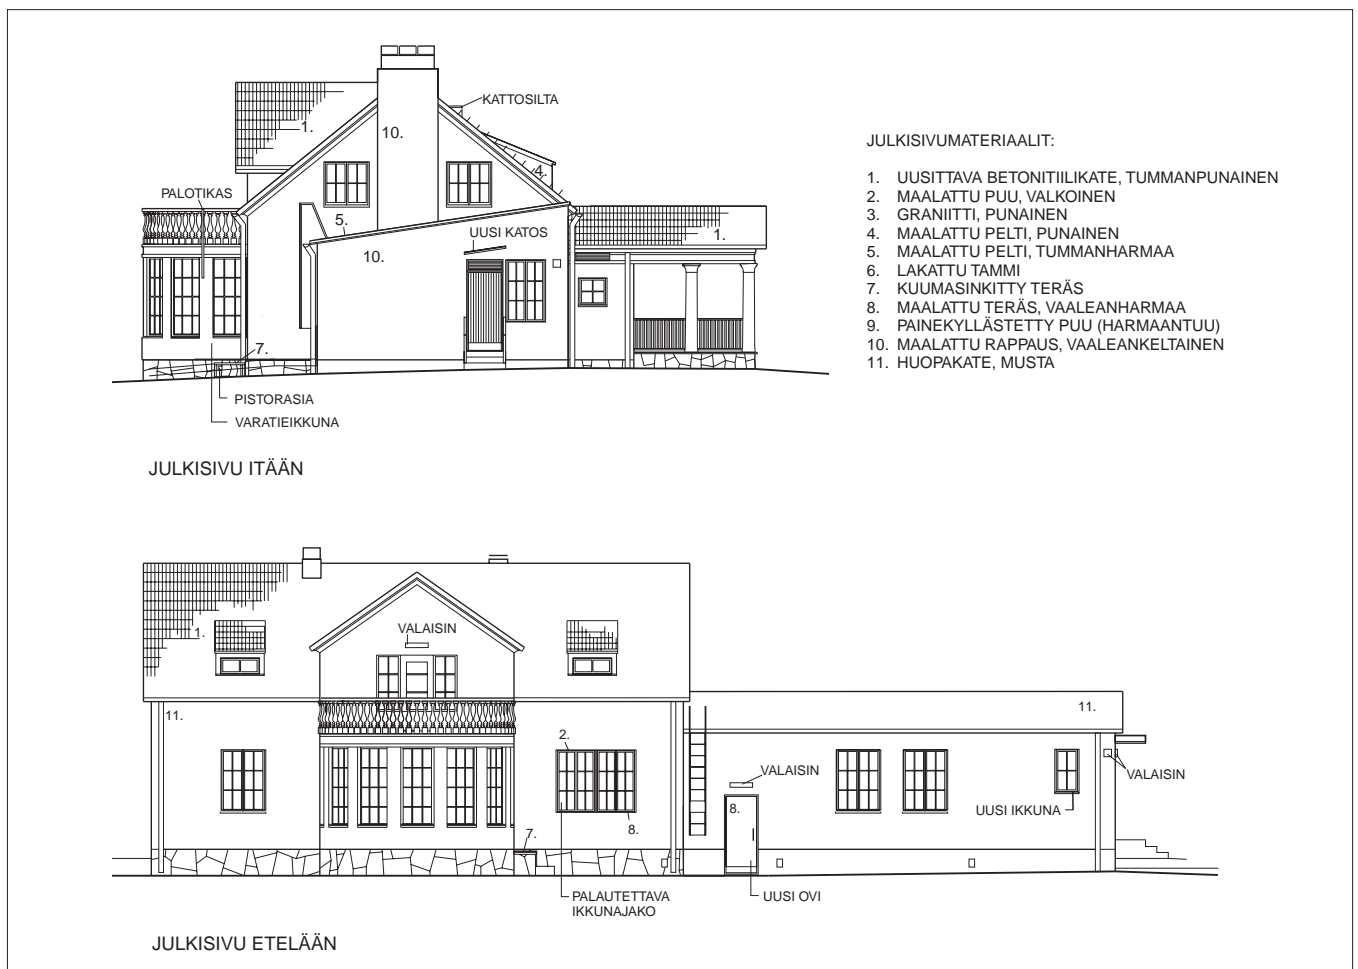 KATTOSILTA
1.
10.
4.
PALOTIKAS
5.
UUSI KATOS
1.
10.
7.
PISTORASIA
VARATIEIKKUNA
JULKISIVU ITÄÄN
JULKISIVUMATERIAALIT:
1. UUSITTAVA BETONITIILIKATE, TUMMANPUNAINEN
2. MAALATTU PUU, VALKOINEN
3. GRANIITTI, PUNAINEN
4. MAALATTU PELTI, PUNAINEN
5. MAALATTU PELTI, TUMMANHARMAA
6. LAKATTU TAMMI
7. KUUMASINKITTY TERÄS
8. MAALATTU TERÄS, VAALEANHARMAA
9. PAINEKYLLÄSTETTY PUU (HARMAANTUU)
10. MAALATTU RAPPAUS, VAALEANKELTAINEN
11. HUOPAKATE, MUSTA
1.
VALAISIN
11.
11.
2.
VALAISIN
VALAISIN
8.
UUSI IKKUNA
7.
8.
PALAUTETTAVA
IKKUNAJAKO
UUSI OVI
JULKISIVU ETELÄÄN